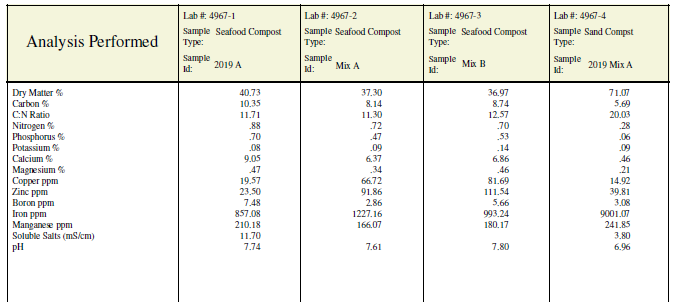 Analysis Performed
Lab #: 4967-1 Lab #: 4967-2 Lab #: 4967-3 Lab #: 4967-4
Sample Type: Seafood Compost Sample Type: Seafood Compost Sample Type: Seafood Compost Sample Type: Sand Compst
Sample Id: 2019 A Sample Id: Mix A Sample Id: Mix B Sample Id: 2019 Mix A
Dry Matter % 40.73 37.30 36.97 71.07
Carbon % 10.35 8.14 8.74 5.69
C:N Ratio 11.71 11.30 12.57 20.03
Nitrogen % .88 .72 .70 .28
Phosphorus % .70 .47 .53 .06
Potassium % .08 .09 .14 .09
Calcium % 9.05 6.37 6.86 .46
Magnesium % .47 .34 .46 .21
Copper ppm 19.57 66.72 81.69 14.92
Zinc ppm 23.50 91.86 111.54 39.81
Boron ppm 7.48 2.86 5.66 3.08
Iron ppm 857.08 1227.16 993.24 9001.07
Manganese ppm 210.18 166.07 180.17 241.85
Soluble Salts (mS/cm) 11.70 3.80
pH 7.74 7.61 7.80 6.96